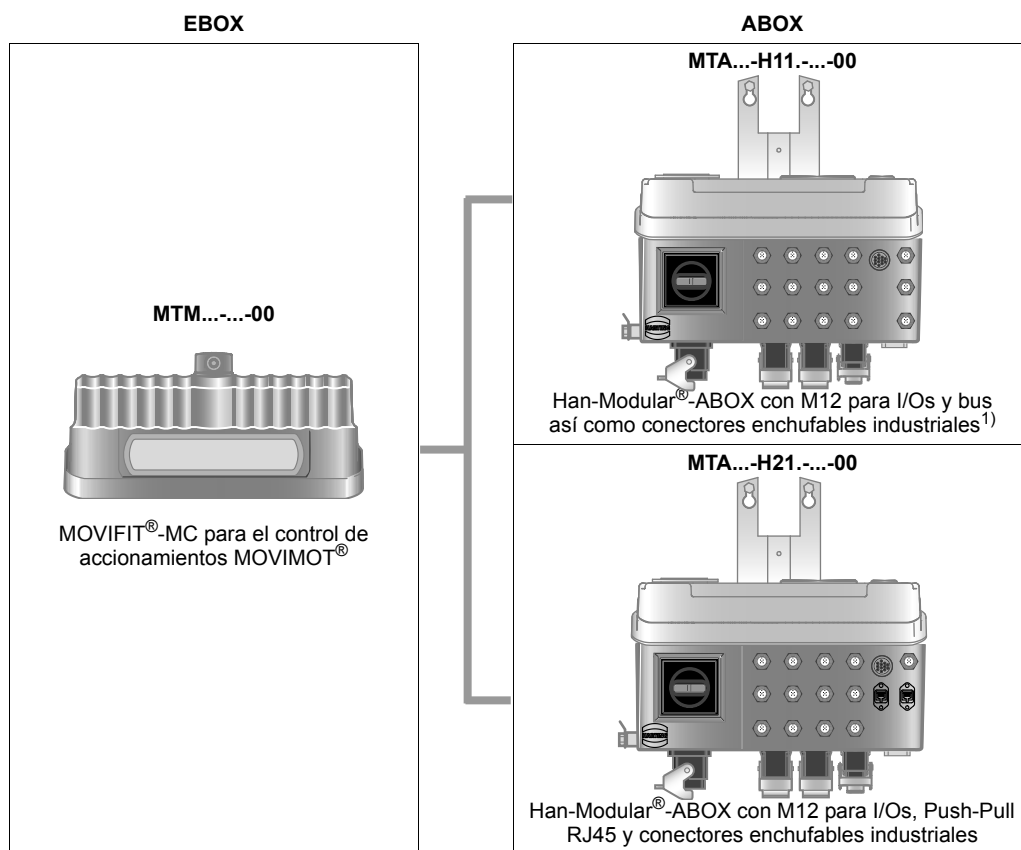 EBOX
ABOX
MTM...-...-00
MOVIFIT®-MC para el control de
accionamientos MOVIMOT®
MTA...-H11.-...-00
HARTING
Han-Modular®-ABOX con M12 para I/Os y bus
así como conectores enchufables industriales1)
MTA...-H21.-...-00
HARTING
Han-Modular®-ABOX con M12 para I/Os, Push-Pull
RJ45 y conectores enchufables industriales